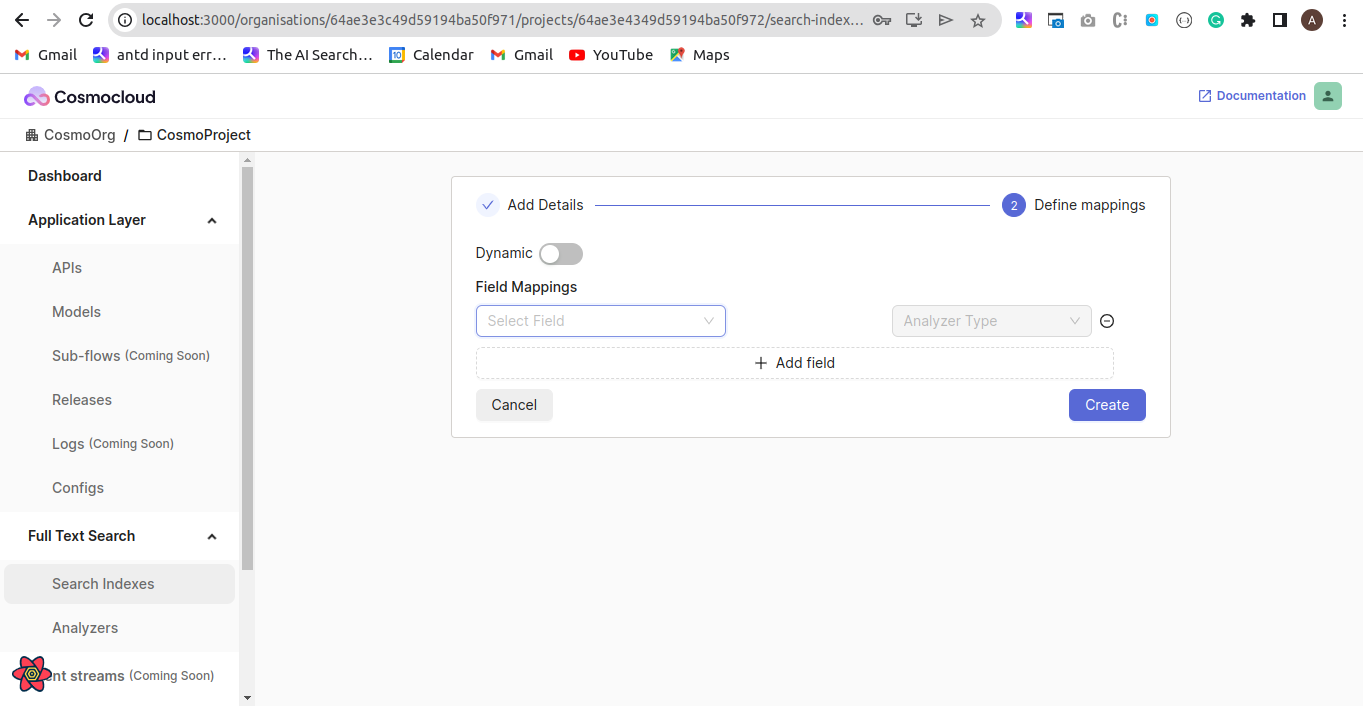 localhost:3000/organisations/64ae3e3c49d59194ba50f971/projects/64ae3e4349d59194ba50f972/search-index...
A
Gmail antd input err... The AI Search... 10 Calendar Gmail YouTube Maps
Cosmocloud Documentation
CosmoOrg / CosmoProject
Dashboard
Application Layer
APIs
Models
Sub-flows (Coming Soon)
Releases
Logs (Coming Soon)
Configs
Full Text Search
Search Indexes
Analyzers
nt streams (Coming Soon)
Add Details 2 Define mappings
Dynamic
Field Mappings
Select Field Analyzer Type
+ Add field
Cancel Create